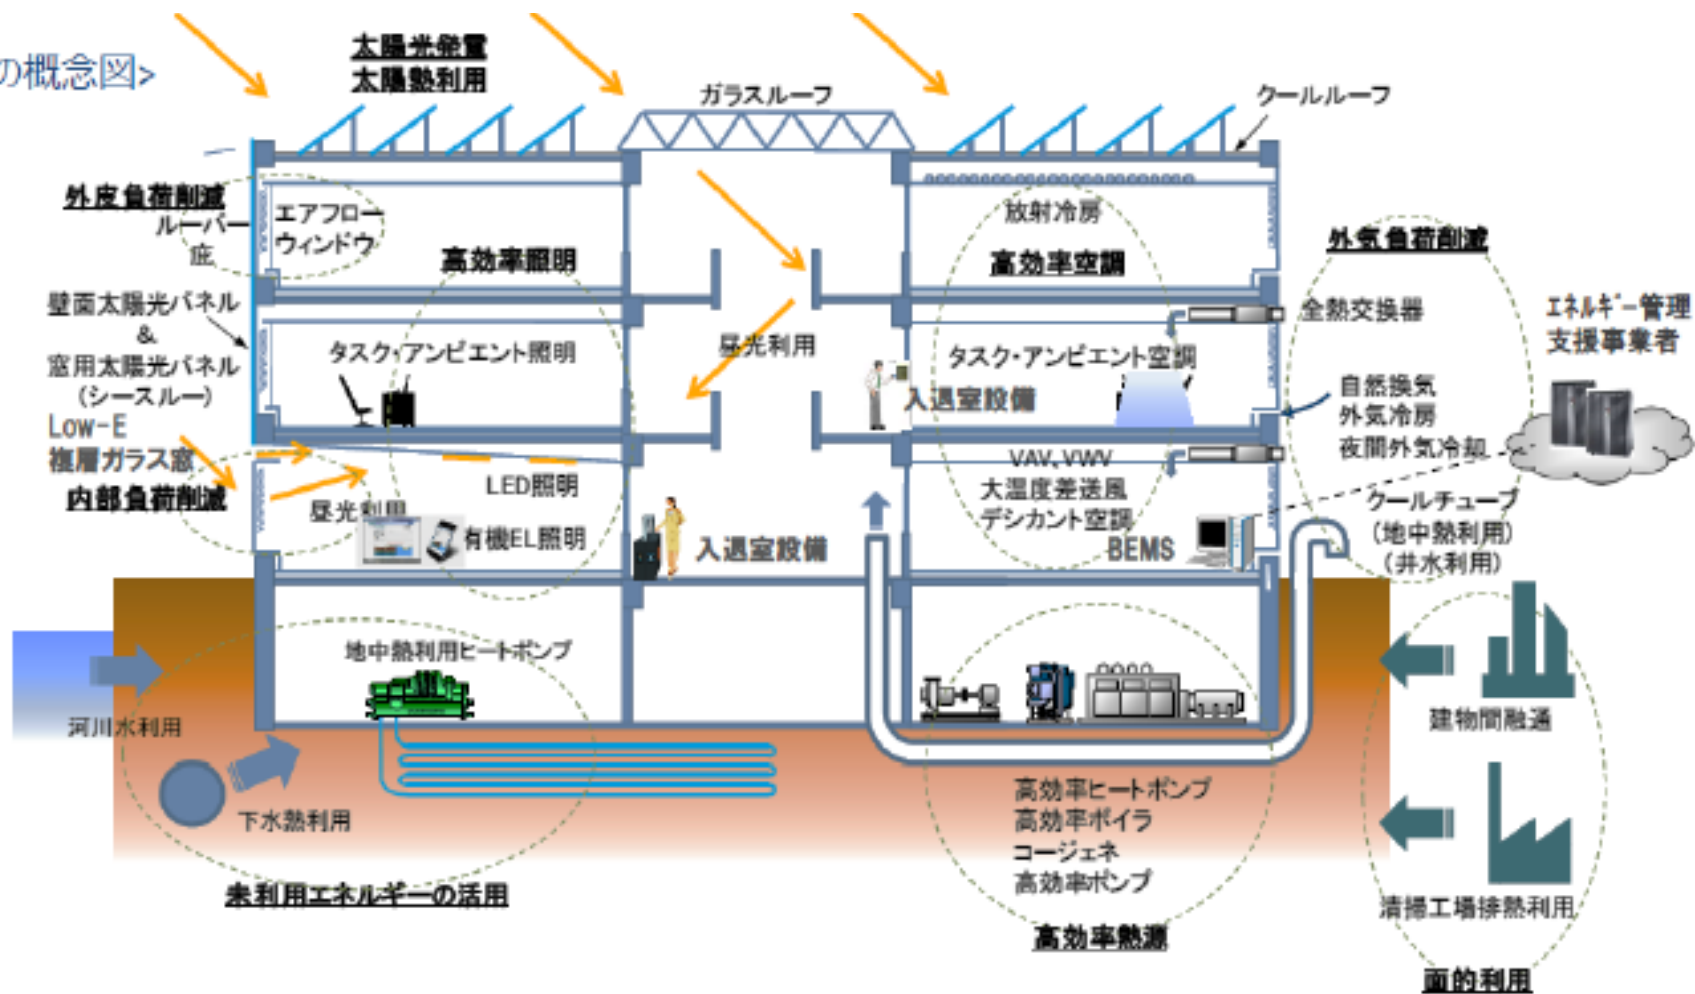 の概念図>
太陽光発電
太陽熱利用
ガラスルーフ
クールルーフ
外皮負荷削減
ルーバー
庇
エアフロー
ウィンドウ
高効率照明
放射冷房
高効率空調
外気負荷削減
壁面太陽光パネル
&
窓用太陽光パネル
(シースルー)
タスク・アンビエント照明
昼光利用
タスク・アンビエント空調
全熱交換器
エネルギー管理
支援事業者
入退室設備
自然換気
外気冷房
夜間外気冷却
Low-E
複層ガラス窓
内部負荷削減
LED照明
昼光利用
有機EL照明
入退室設備
VAV、VWV
大温度差送風
デシカント空調
BEMS
クールチューブ
(地中熱利用)
(井水利用)
地中熱利用ヒートポンプ
河川水利用
下水熱利用
未利用エネルギーの活用
高効率ヒートポンプ
高効率ボイラ
コージェネ
高効率ポンプ
高効率熱源
建物間融通
清掃工場排熱利用
面的利用